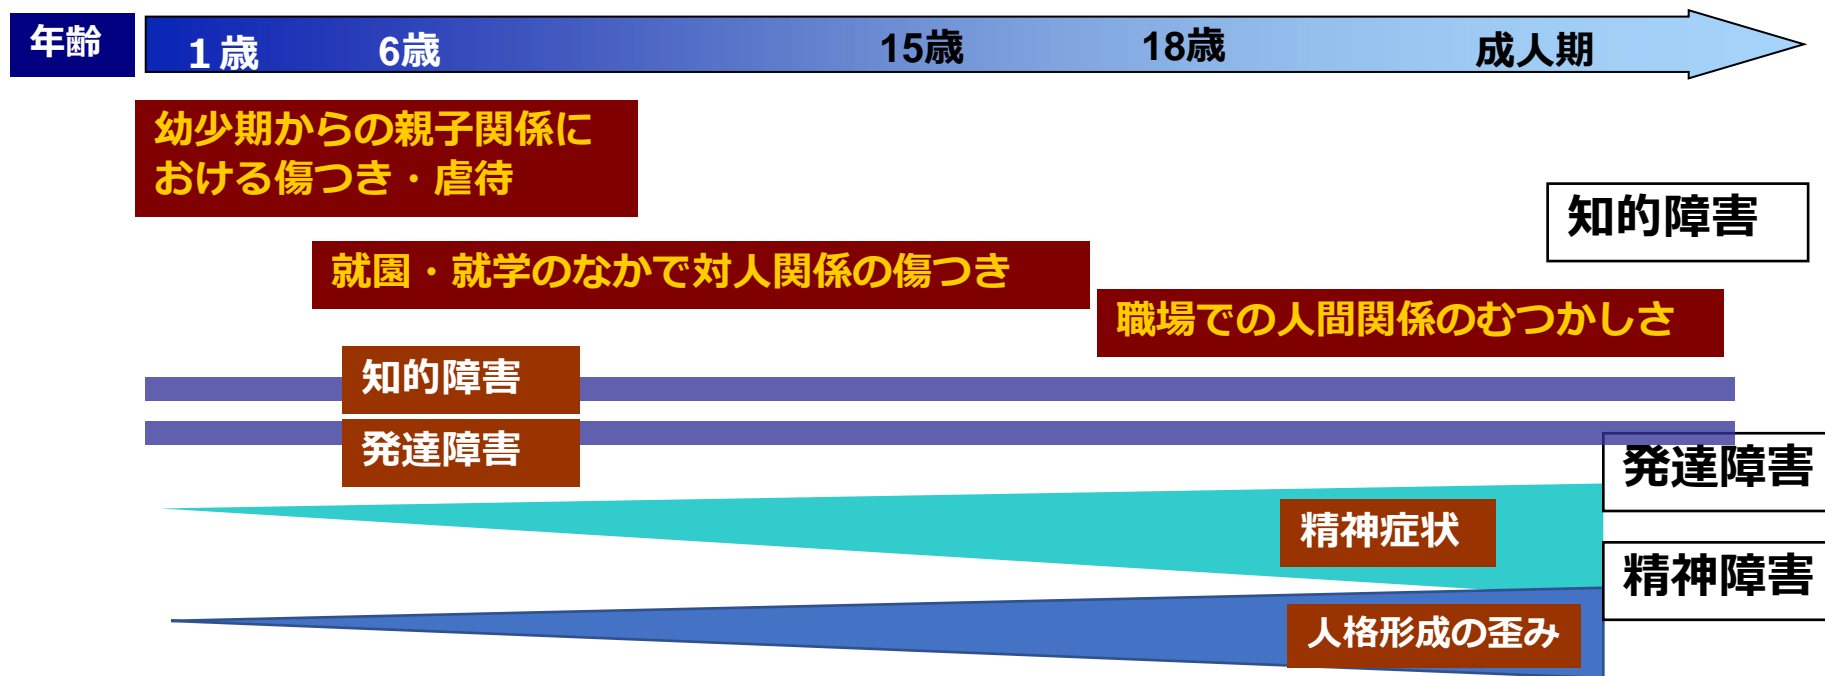 年齢
１歳
6歳
15歳
18歳
成人期
幼少期からの親子関係に
おける傷つき・虐待
知的障害
就園・就学のなかで対人関係の傷つき
職場での人間関係のむつかしさ
知的障害
発達障害
発達障害
精神症状
精神障害
人格形成の歪み